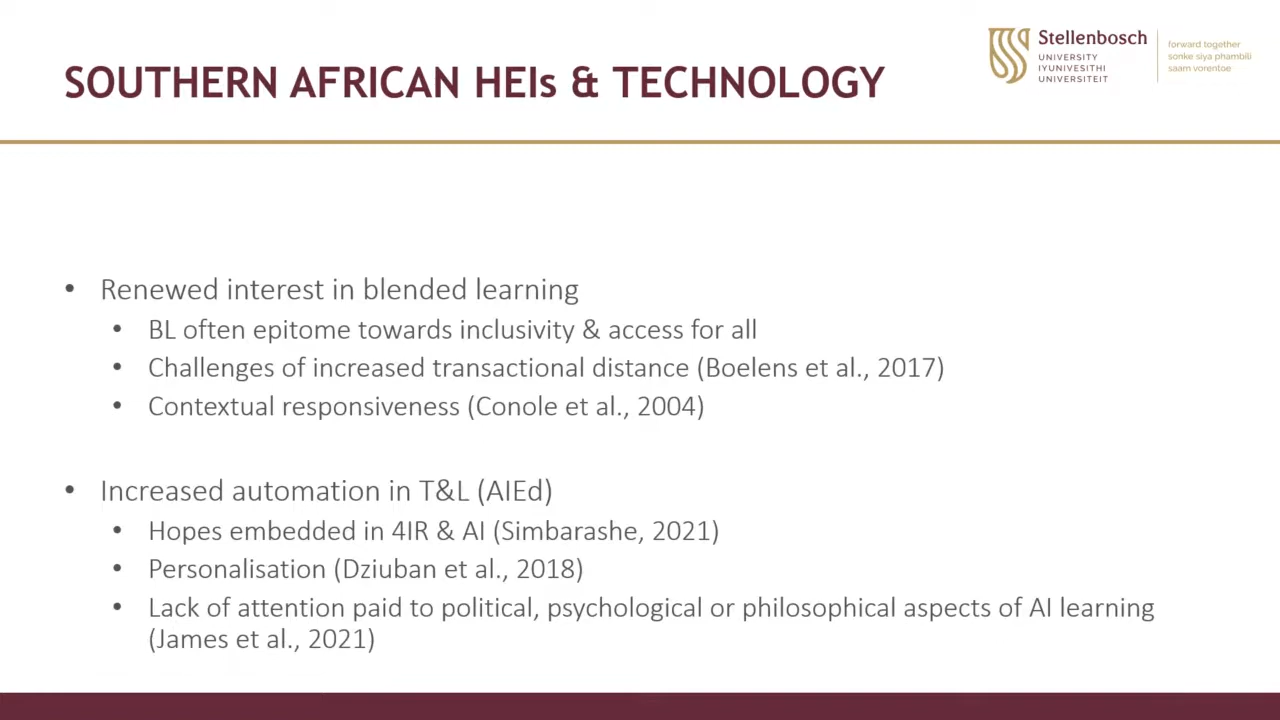 SOUTHERN AFRICAN HEIs & TECHNOLOGY
Stellenbosch
UNIVERSITY
IYUNIVESITHI
UNIVERSITEIT
forward together
sonke siya phambili
saam vorentoe
• Renewed interest in blended learning
• BL often epitome towards inclusivity & access for all
• Challenges of increased transactional distance (Boelens et al., 2017)
• Contextual responsiveness (Conole et al., 2004)
• Increased automation in T&L (AIEd)
• Hopes embedded in 4IR & AI (Simbarashe, 2021)
• Personalisation (Dziuban et al., 2018)
• Lack of attention paid to political, psychological or philosophical aspects of AI learning
(James et al., 2021)